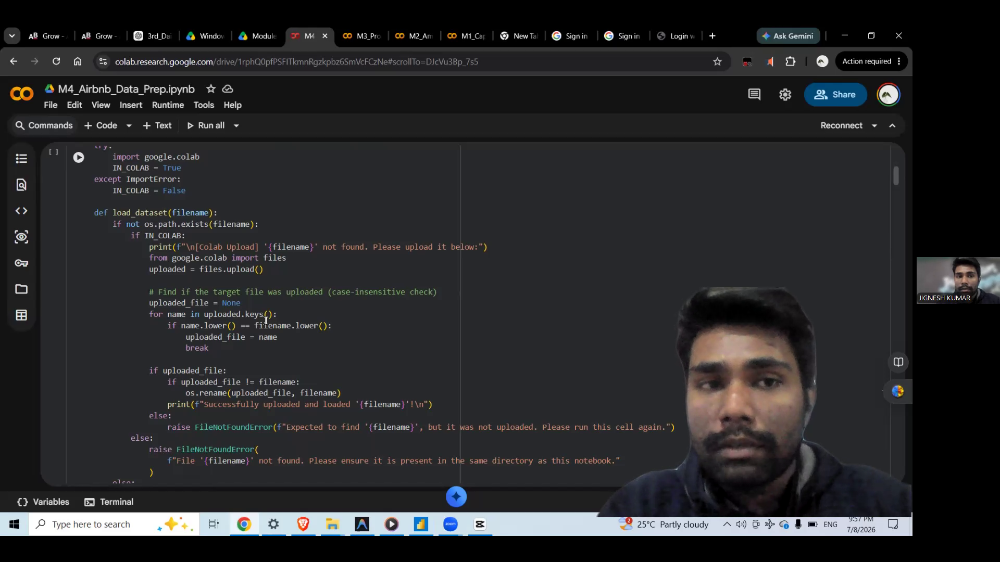 Grow -
Grow -
3rd_Dai
Window
Module
M4
M3_Pro
M2_Am
M1_Cap
New Ta
Sign in
Sign in
Login w
Ask Gemini
colab.research.google.com/drive/1rphQ0pfPSFITkmnRgzkpbz6SmVcFCzNe#scrollTo=DJcVu3Bp_7s5
Action required
M4_Airbnb_Data_Prep.ipynb
Share
File Edit View Insert Runtime Tools Help
Commands + Code + Text Run all
Reconnect
[ ]
try:
import google.colab
IN_COLAB = True
except ImportError:
IN_COLAB = False
def load_dataset(filename):
if not os.path.exists(filename):
if IN_COLAB:
print(f"\n[Colab Upload] '{filename}' not found. Please upload it below:")
from google.colab import files
uploaded = files.upload()
# Find if the target file was uploaded (case-insensitive check)
uploaded_file = None
for name in uploaded.keys():
if name.lower() == filename.lower():
uploaded_file = name
break
if uploaded_file:
if uploaded_file != filename:
os.rename(uploaded_file, filename)
print(f"Successfully uploaded and loaded '{filename}'!\n")
else:
raise FileNotFoundError(f"Expected to find '{filename}', but it was not uploaded. Please run this cell again.")
else:
raise FileNotFoundError(
f"File '{filename}' not found. Please ensure it is present in the same directory as this notebook."
)
else:
JIGNESH KUMAR
{} Variables Terminal
Type here to search
zoom
2
25°C Partly cloudy
ENG
9:57 PM
7/8/2026